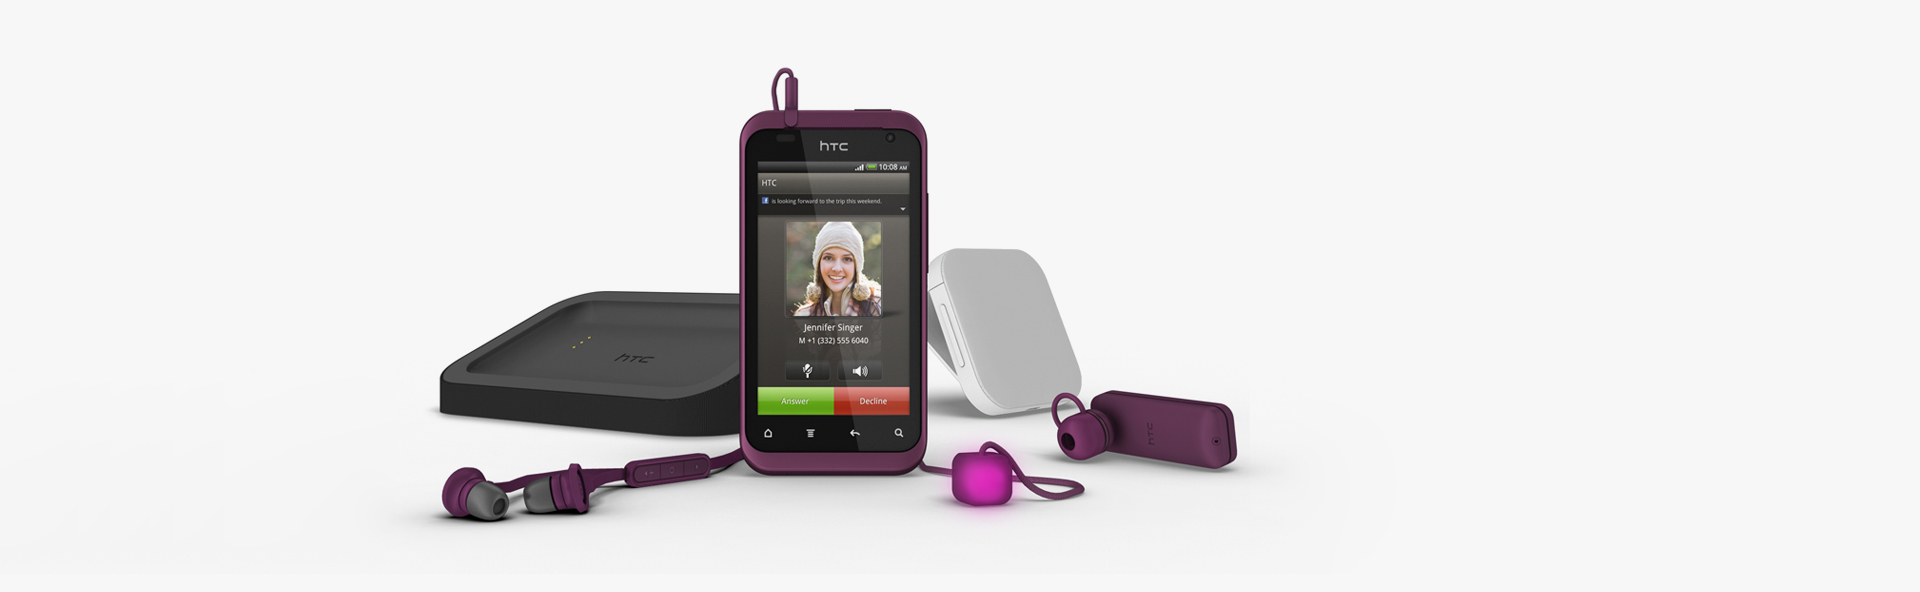 hTC
10:08 AM
HTC
is looking forward to the trip this weekend.
Jennifer Singer
M +1 (332) 555 6040
Answer Decline
hTC
hTC